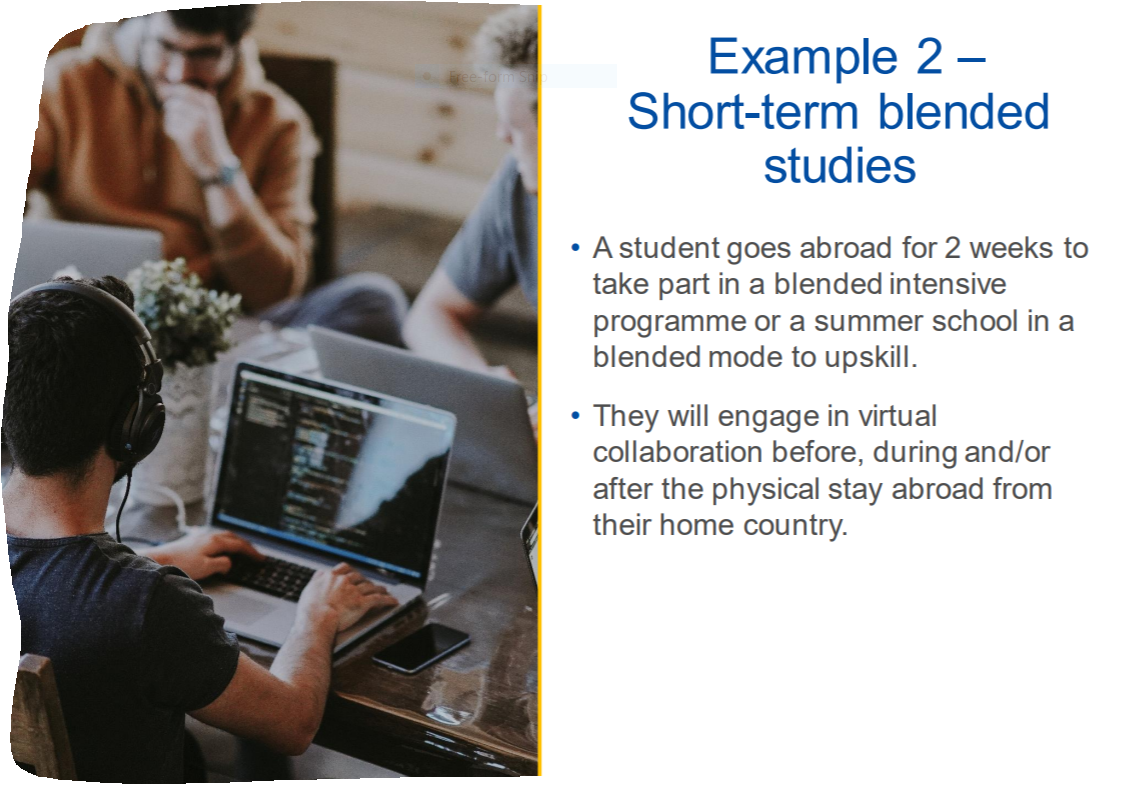 Example 2 –
Short-term blended
studies
• A student goes abroad for 2 weeks to
take part in a blended intensive
programme or a summer school in a
blended mode to upskill.
• They will engage in virtual
collaboration before, during and/or
after the physical stay abroad from
their home country.